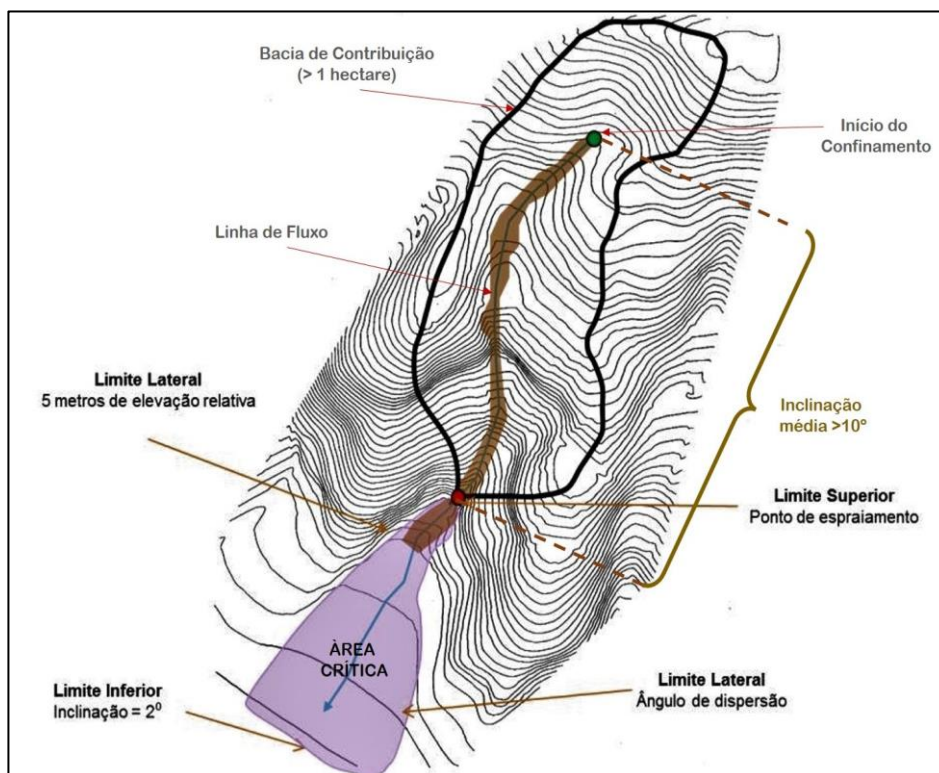 Bacia de Contribuição
(> 1 hectare)
Início do
Confinamento
Linha de Fluxo
Limite Lateral
5 metros de elevação relativa
Inclinação
média >10º
Limite Superior
Ponto de espraiamento
ÀREA
CRÍTICA
Limite Inferior
Inclinação = 2⁰
Limite Lateral
Ângulo de dispersão